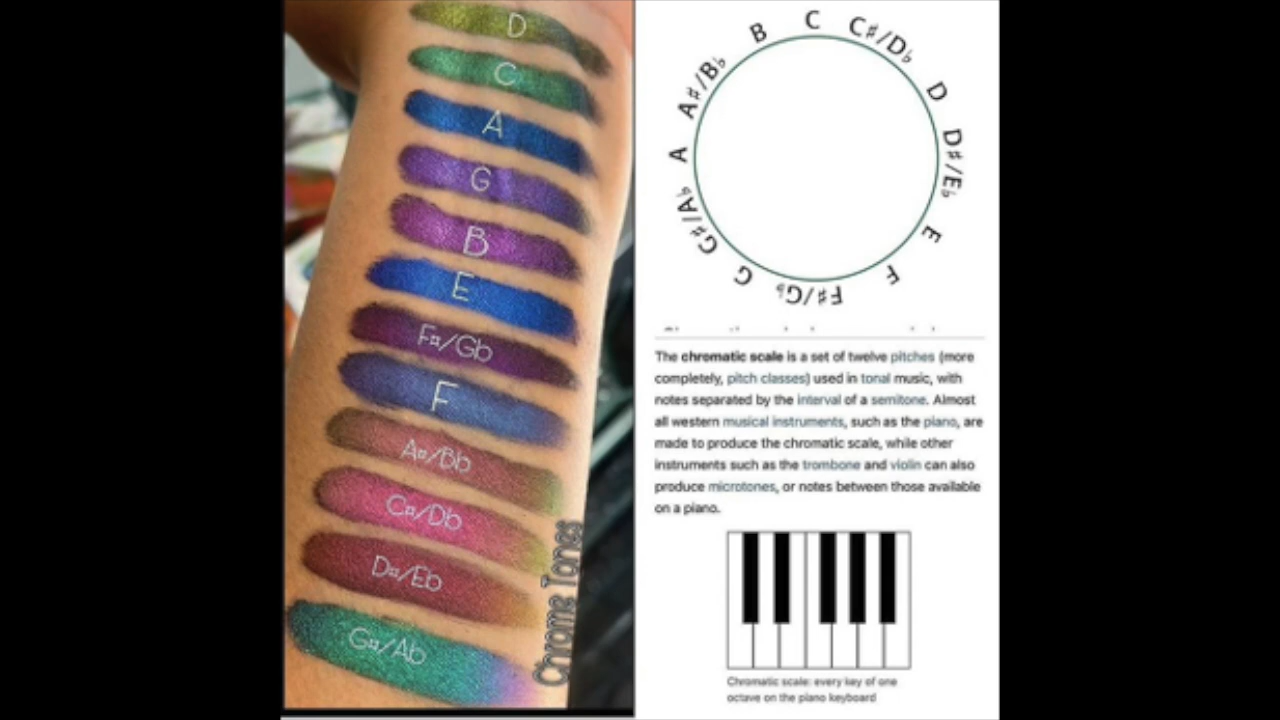 D
C
A
G
B
E
F¤/Gb
F
A¤/Bb
C¤/Db
D¤/Eb
G¤/Ab
Chrome Tones
C
C♯/D♭
D
D♯/E♭
E
F
F♯/G♭
G
G♯/A♭
A
A♯/B♭
B
The chromatic scale is a set of twelve pitches (more
completely, pitch classes) used in tonal music, with
notes separated by the interval of a semitone. Almost
all western musical instruments, such as the piano, are
made to produce the chromatic scale, while other
instruments such as the trombone and violin can also
produce microtones, or notes between those available
on a piano.
Chromatic scale: every key of one
octave on the piano keyboard